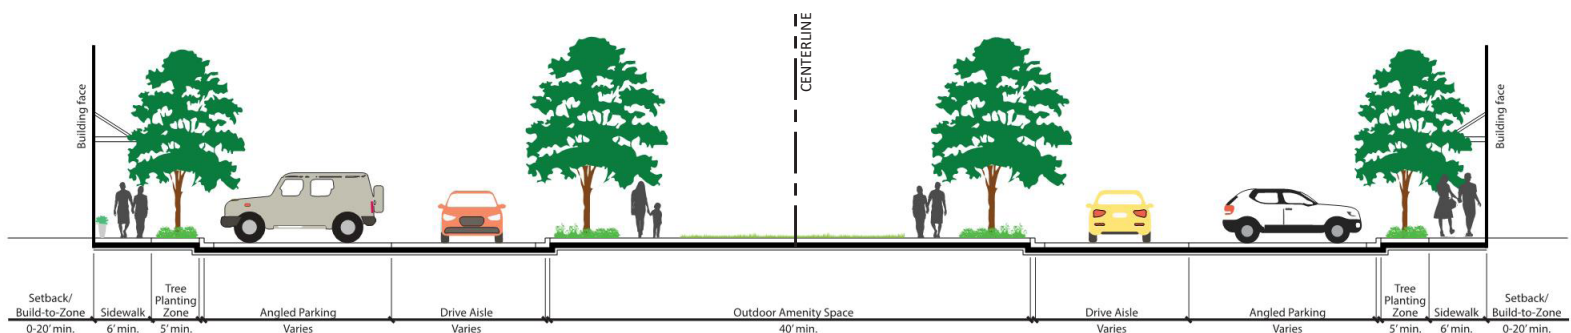 CENTERLINE
Building face
Building face
Setback/
Build-to-Zone
0-20' min.
Sidewalk
6' min.
Tree
Planting
Zone
5' min.
Angled Parking
Varies
Drive Aisle
Varies
Outdoor Amenity Space
40' min.
Drive Aisle
Varies
Angled Parking
Varies
Tree
Planting
Zone
5' min.
Sidewalk
6' min.
Setback/
Build-to-Zone
0-20' min.